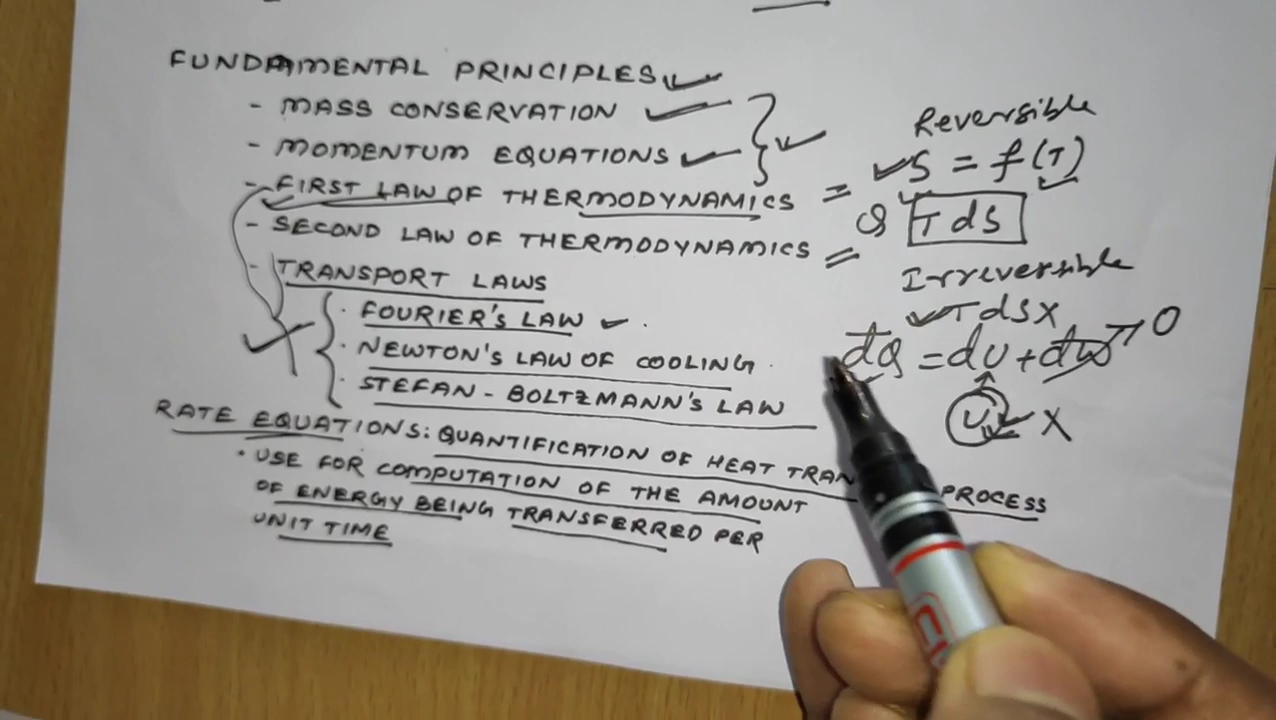 FUNDAMENTAL PRINCIPLES
- MASS CONSERVATION
- MOMENTUM EQUATIONS
- FIRST LAW OF THERMODYNAMICS =
- SECOND LAW OF THERMODYNAMICS =
- TRANSPORT LAWS
· FOURIER'S LAW
· NEWTON'S LAW OF COOLING
· STEFAN-BOLTZMANN'S LAW
RATE EQUATIONS: QUANTIFICATION OF HEAT TRAN PROCESS
· USE FOR COMPUTATION OF THE AMOUNT
OF ENERGY BEING TRANSFERRED PER
UNIT TIME
Reversible
S = f(T)
TdS
Irreversible
TdS X
dQ = dU + dW 0
U X